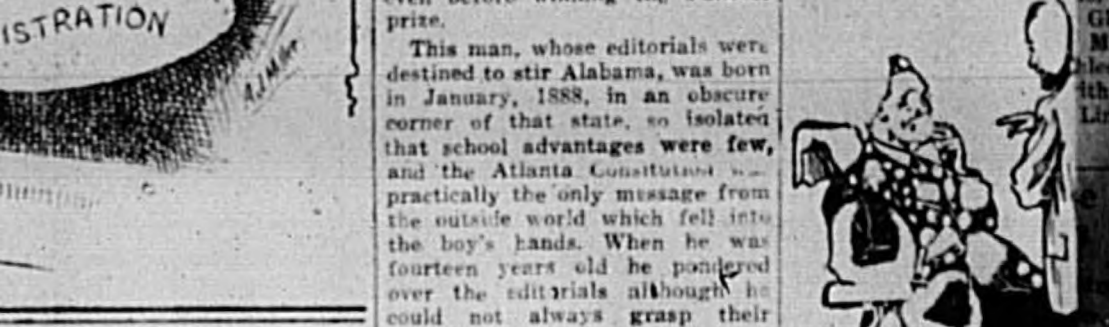 ISTRATION
A.J. Miller
prize.
This man, whose editorials were
destined to stir Alabama, was born
in January, 1888, in an obscure
corner of that state, so isolated
that school advantages were few,
and the Atlanta Constitution
practically the only message from
the outside world which fell into
the boy's hands. When he was
fourteen years old he pondered
over the editorials although he
could not always grasp their